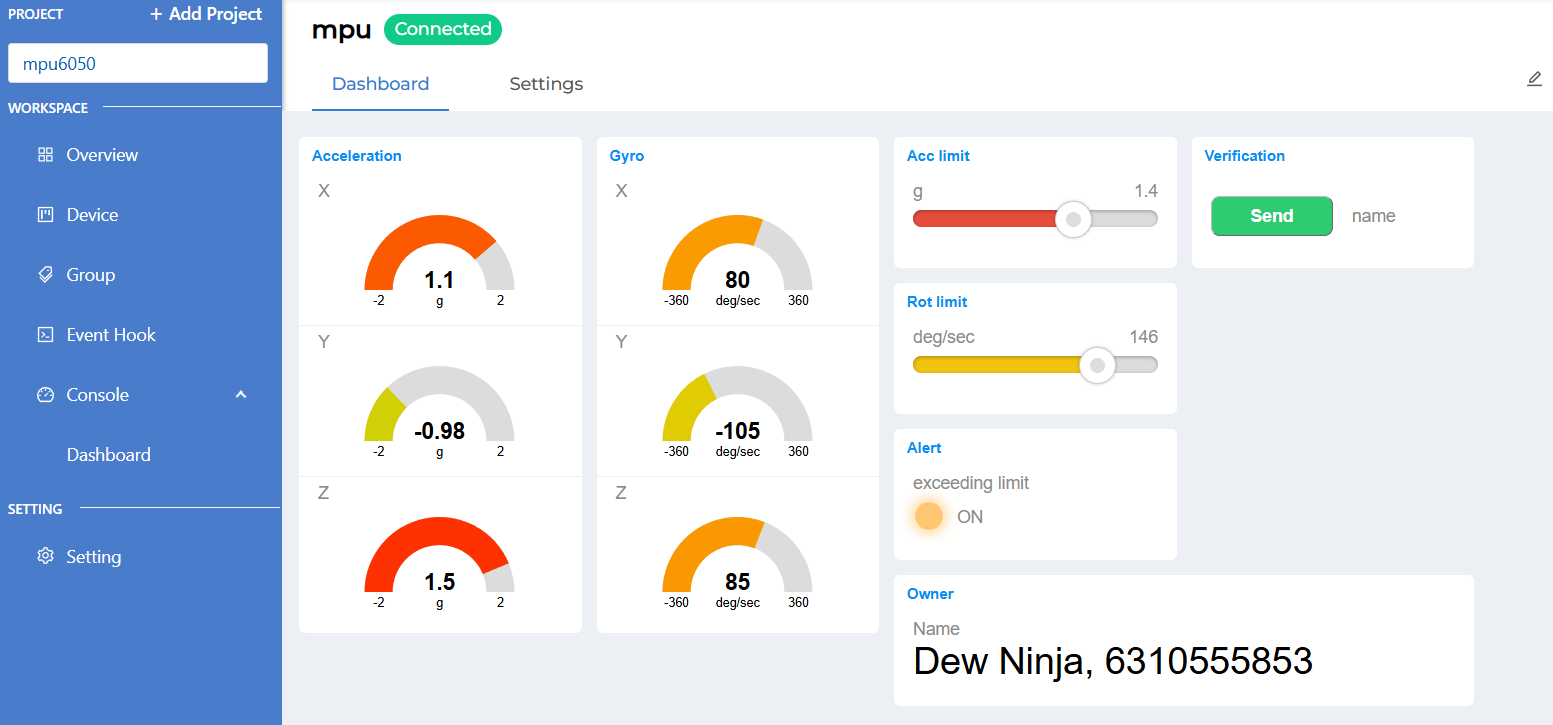 PROJECT
+ Add Project
mpu6050
WORKSPACE
Overview
Device
Group
Event Hook
Console
Dashboard
SETTING
Setting
mpu Connected
Dashboard Settings
Acceleration
X
1.1
-2 g 2
Y
-0.98
-2 g 2
Z
1.5
-2 g 2
Gyro
X
80
-360 deg/sec 360
Y
-105
-360 deg/sec 360
Z
85
-360 deg/sec 360
Acc limit
g 1.4
Rot limit
deg/sec 146
Alert
exceeding limit
ON
Verification
Send name
Owner
Name
Dew Ninja, 6310555853